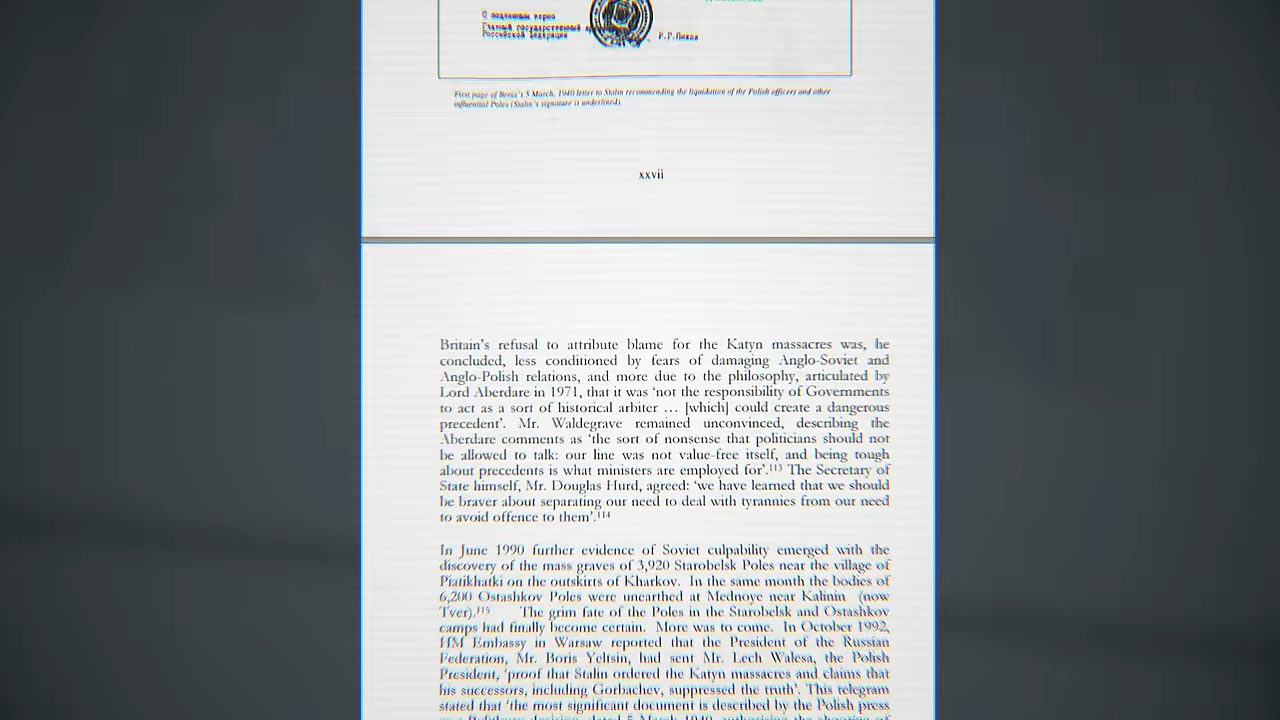 С подлинным верно
Главный государственный
Российской Федерации Р.Г.Пихоя
First page of Beria's 5 March, 1940 letter to Stalin recommending the liquidation of the Polish officers and other
influential Poles (Stalin's signature is underlined).
xxvii
Britain's refusal to attribute blame for the Katyn massacres was, he
concluded, less conditioned by fears of damaging Anglo-Soviet and
Anglo-Polish relations, and more due to the philosophy, articulated by
Lord Aberdare in 1971, that it was 'not the responsibility of Governments
to act as a sort of historical arbiter … [which] could create a dangerous
precedent'. Mr. Waldegrave remained unconvinced, describing the
Aberdare comments as 'the sort of nonsense that politicians should not
be allowed to talk: our line was not value-free itself, and being tough
about precedents is what ministers are employed for'.¹¹³ The Secretary of
State himself, Mr. Douglas Hurd, agreed: 'we have learned that we should
be braver about separating our need to deal with tyrannies from our need
to avoid offence to them'.¹¹⁴
In June 1990 further evidence of Soviet culpability emerged with the
discovery of the mass graves of 3,920 Starobelsk Poles near the village of
Piatikhatki on the outskirts of Kharkov. In the same month the bodies of
6,200 Ostashkov Poles were unearthed at Mednoye near Kalinin (now
Tver).¹¹⁵ The grim fate of the Poles in the Starobelsk and Ostashkov
camps had finally become certain. More was to come. In October 1992,
HM Embassy in Warsaw reported that the President of the Russian
Federation, Mr. Boris Yeltsin, had sent Mr. Lech Walesa, the Polish
President, 'proof that Stalin ordered the Katyn massacres and claims that
his successors, including Gorbachev, suppressed the truth'. This telegram
stated that 'the most significant document is described by the Polish press
as a Politburo decision, dated 5 March 1940, authorising the shooting of